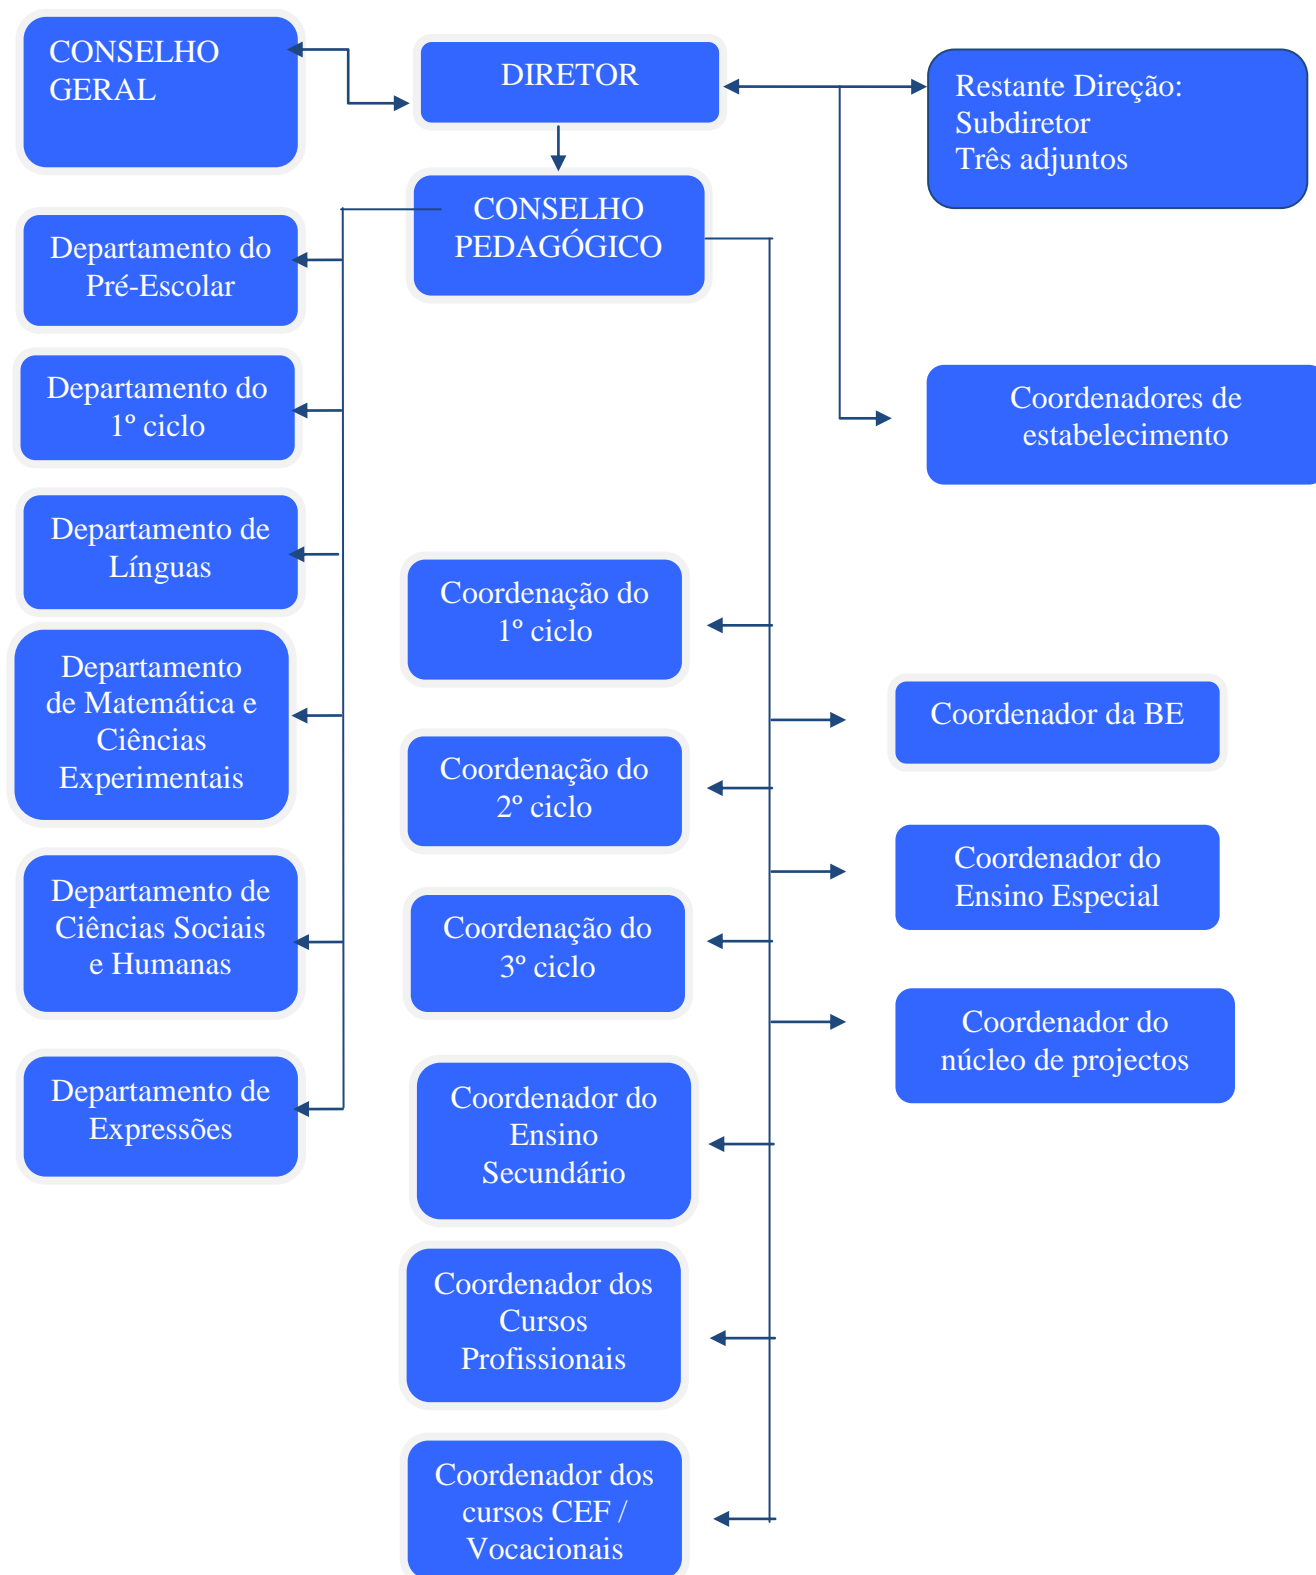 CONSELHO
GERAL
DIRETOR
Restante Direção:
Subdiretor
Três adjuntos
CONSELHO
PEDAGÓGICO
Departamento do
Pré-Escolar
Departamento do
1º ciclo
Departamento de
Línguas
Departamento
de Matemática e
Ciências
Experimentais
Departamento de
Ciências Sociais
e Humanas
Departamento de
Expressões
Coordenação do
1º ciclo
Coordenação do
2º ciclo
Coordenação do
3º ciclo
Coordenador do
Ensino
Secundário
Coordenador dos
Cursos
Profissionais
Coordenador dos
cursos CEF /
Vocacionais
Coordenadores de
estabelecimento
Coordenador da BE
Coordenador do
Ensino Especial
Coordenador do
núcleo de projectos